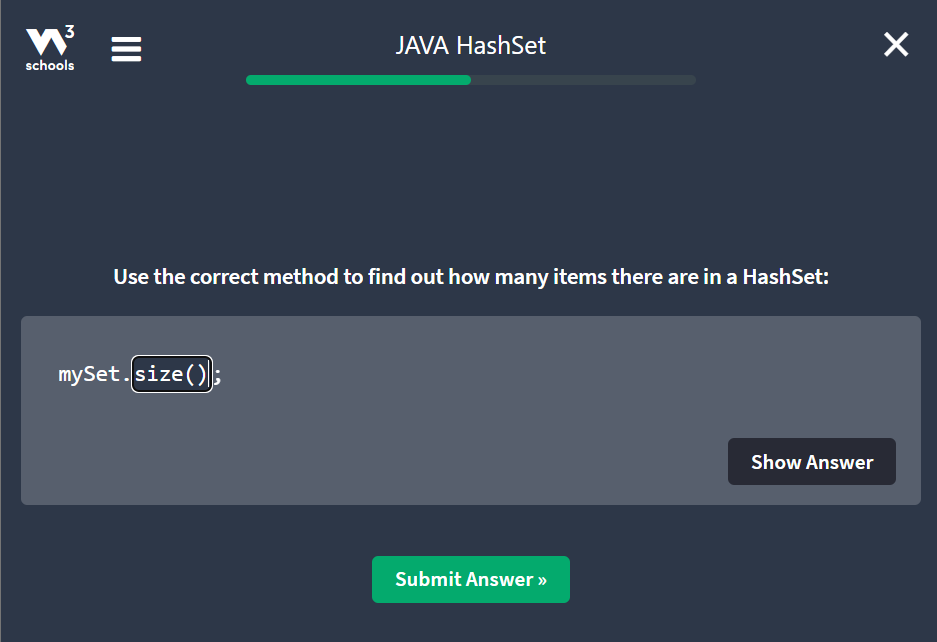 W3
schools
JAVA HashSet
Use the correct method to find out how many items there are in a HashSet:
mySet.size();
Show Answer
Submit Answer »